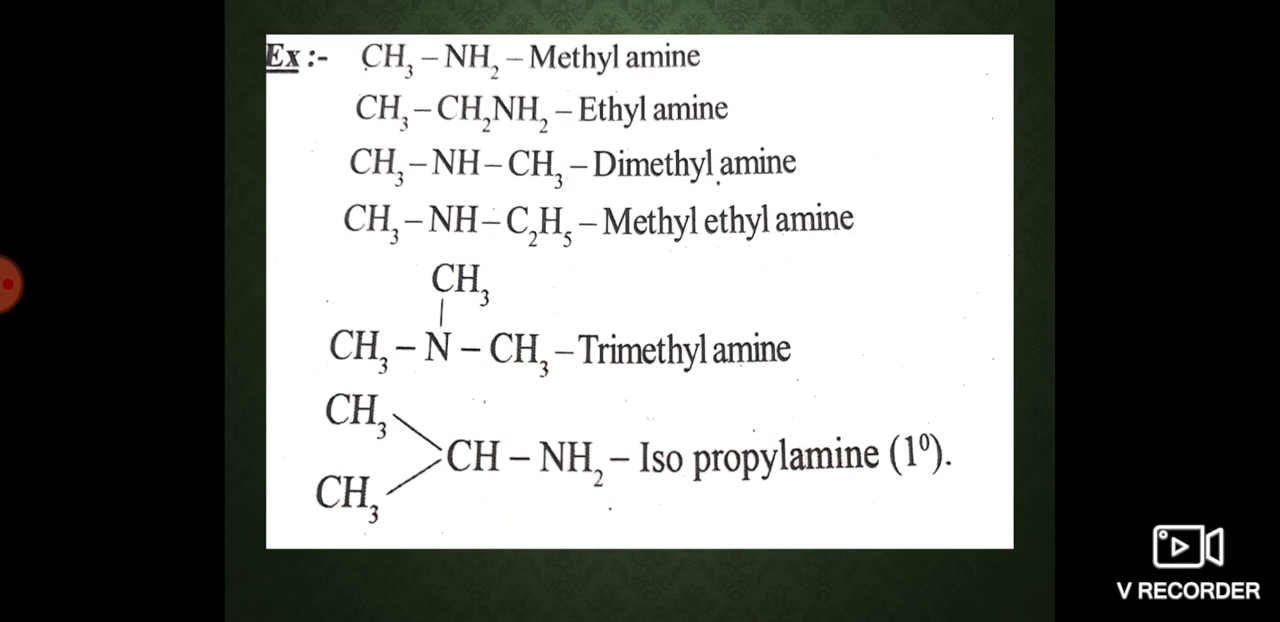 Ex :- CH₃ – NH₂ – Methyl amine
CH₃ – CH₂NH₂ – Ethyl amine
CH₃ – NH – CH₃ – Dimethyl amine
CH₃ – NH – C₂H₅ – Methyl ethyl amine
CH₃
|
CH₃ – N – CH₃ – Trimethyl amine
CH₃
CH – NH₂ – Iso propylamine (1⁰).
CH₃
V RECORDER